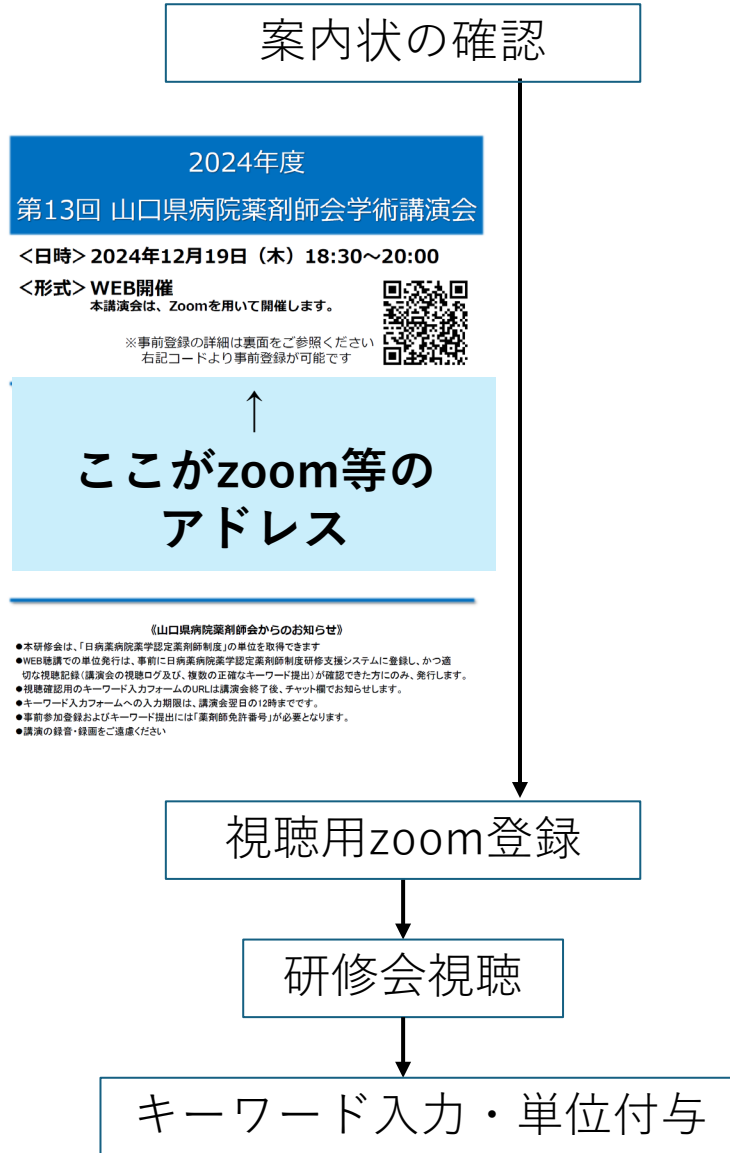 案内状の確認
2024年度
第13回 山口県病院薬剤師会学術講演会
＜日時＞ 2024年12月19日（木）18:30～20:00
＜形式＞ WEB開催
本講演会は、Zoomを用いて開催します。
※事前登録の詳細は裏面をご参照ください
右記コードより事前登録が可能です
↑
ここがzoom等の
アドレス
《山口県病院薬剤師会からのお知らせ》
●本研修会は、「日病薬病院薬学認定薬剤師制度」の単位を取得できます
●WEB聴講での単位発行は、事前に日病薬病院薬学認定薬剤師制度研修支援システムに登録し、かつ適
切な視聴記録（講演会の視聴ログ及び、複数の正確なキーワード提出）が確認できた方にのみ、発行します。
●視聴確認用のキーワード入力フォームのURLは講演会終了後、チャット欄でお知らせします。
●キーワード入力フォームへの入力期限は、講演会翌日の12時までです。
●事前参加登録およびキーワード提出には「薬剤師免許番号」が必要となります。
●講演の録音・録画をご遠慮ください
視聴用zoom登録
研修会視聴
キーワード入力・単位付与